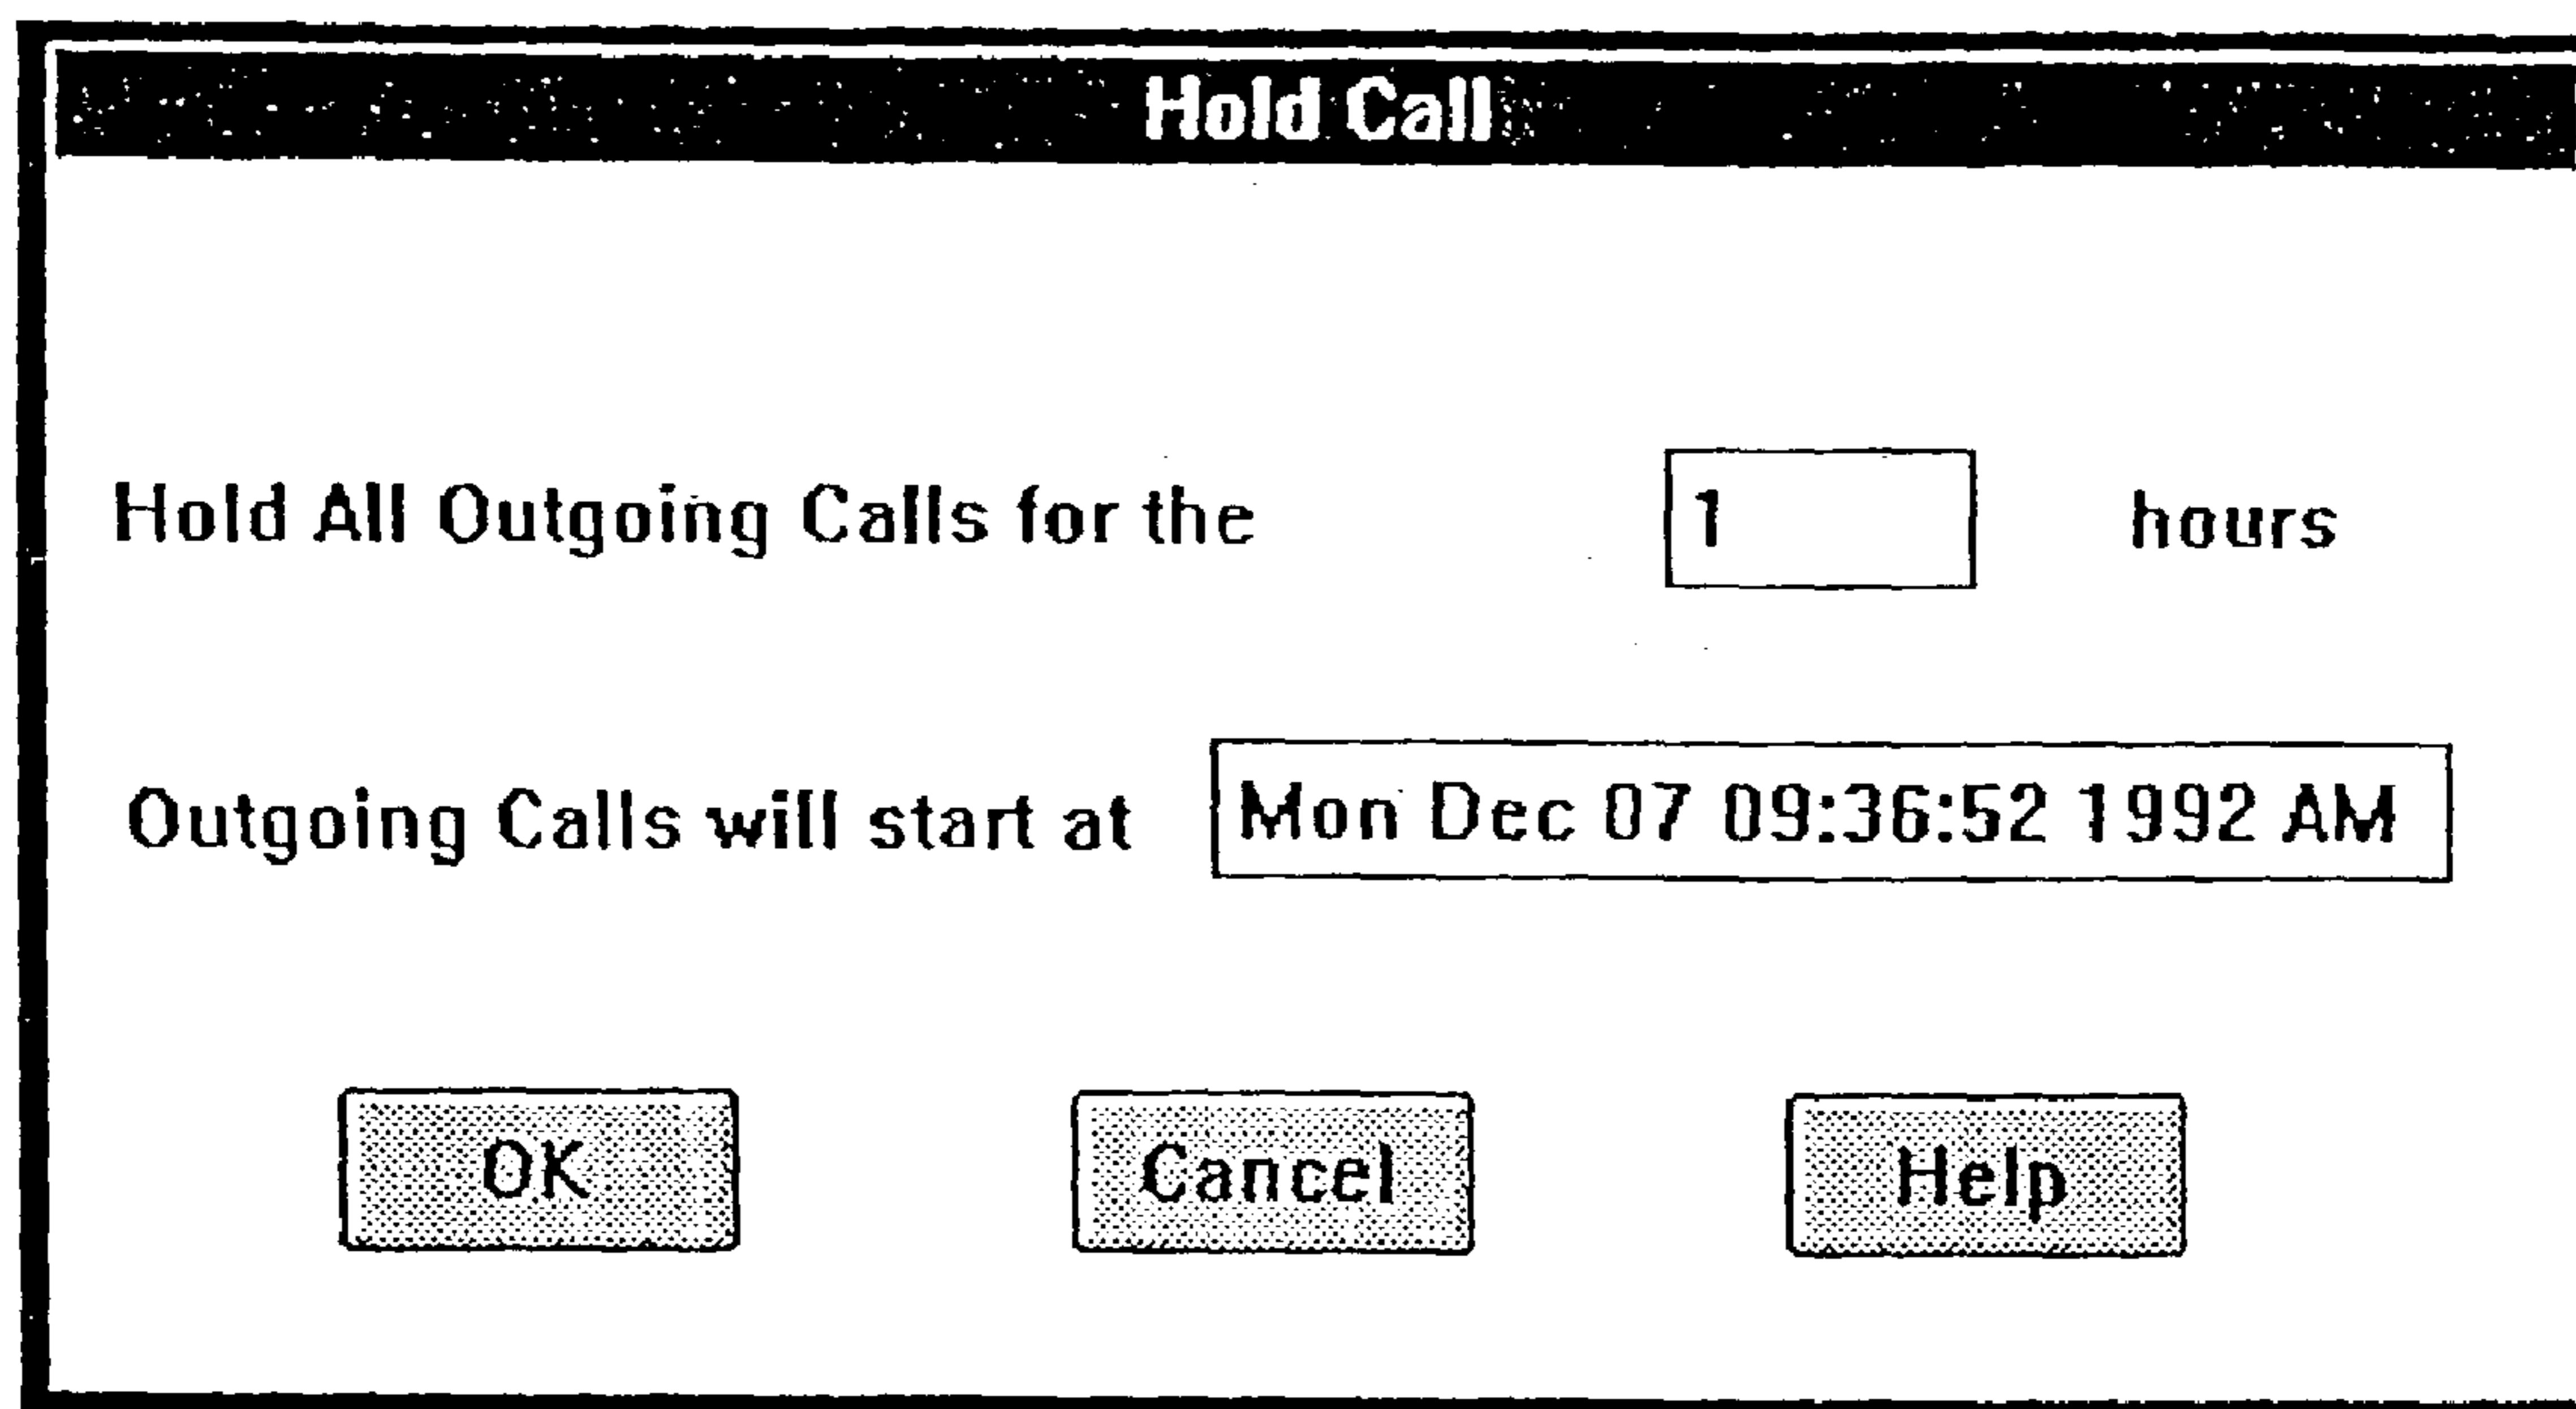 Hold Call
Hold All Outgoing Calls for the 1 hours
Outgoing Calls will start at Mon Dec 07 09:36:52 1992 AM
OK Cancel Help